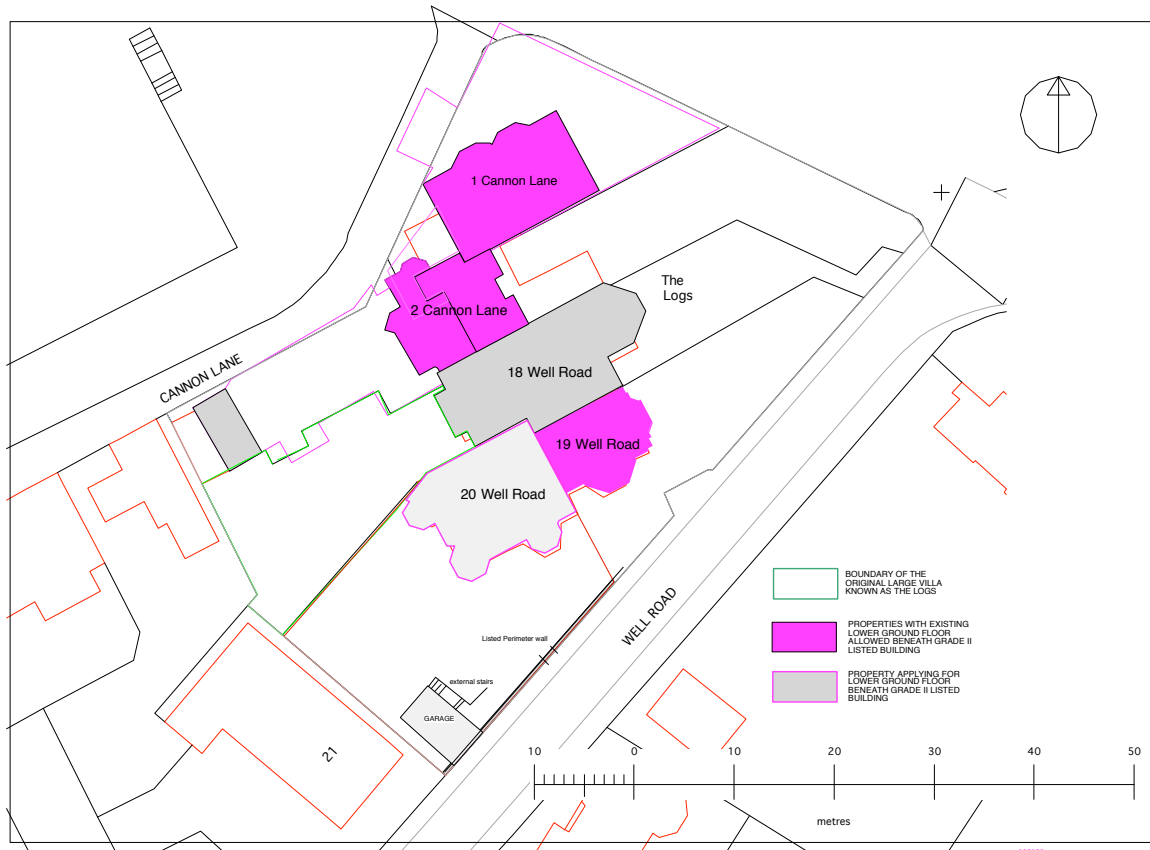 1 Cannon Lane
2 Cannon Lane
The
Logs
18 Well Road
CANNON LANE
19 Well Road
20 Well Road
BOUNDARY OF THE
ORIGINAL LARGE VILLA
KNOWN AS THE LOGS
PROPERTIES WITH EXISTING
LOWER GROUND FLOOR
ALLOWED BENEATH GRADE II
LISTED BUILDING
PROPERTY APPLYING FOR
LOWER GROUND FLOOR
BENEATH GRADE II LISTED
BUILDING
WELL ROAD
Listed Perimeter wall
external stairs
GARAGE
21
10 0 10 20 30 40 50
metres